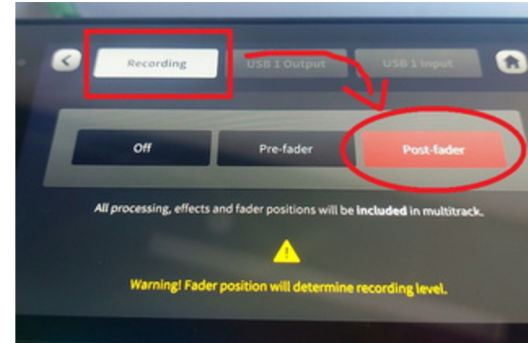 Recording
USB 1 Output
USB 1 Input
Off
Pre-fader
Post-fader
All processing, effects and fader positions will be included in multitrack.
Warning! Fader position will determine recording level.